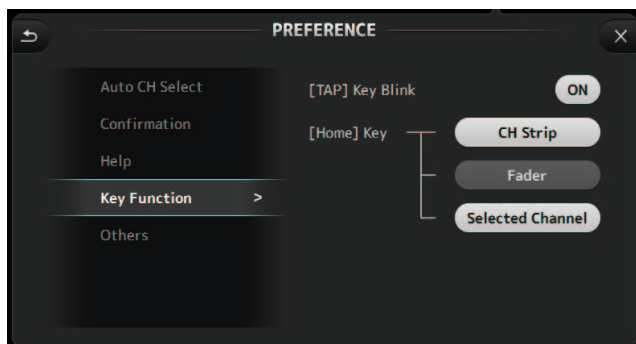 PREFERENCE
Auto CH Select
Confirmation
Help
Key Function >
Others
[TAP] Key Blink ON
[Home] Key CH Strip
Fader
Selected Channel